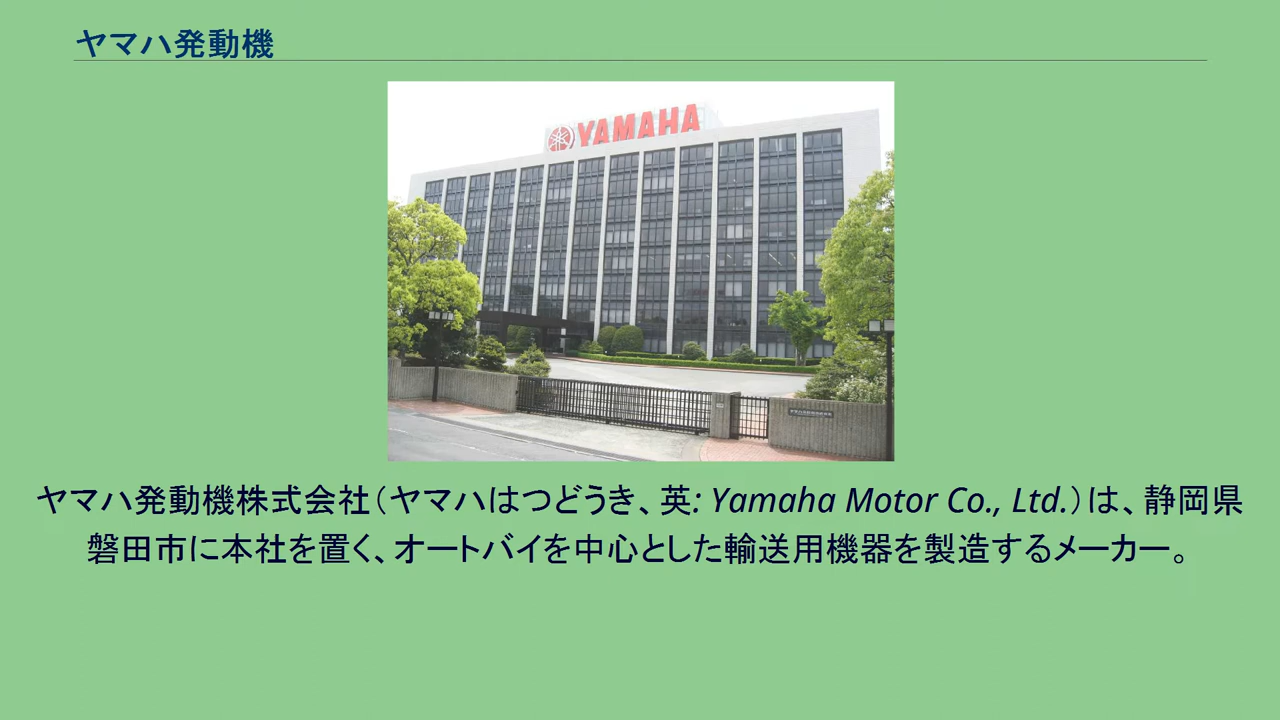 ヤマハ発動機
YAMAHA
ヤマハ発動機株式会社（ヤマハはつどうき、英: Yamaha Motor Co., Ltd.）は、静岡県
磐田市に本社を置く、オートバイを中心とした輸送用機器を製造するメーカー。